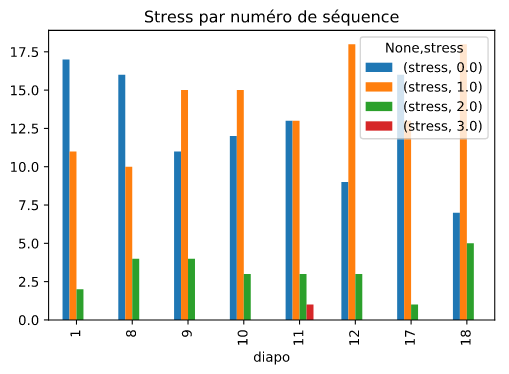 Stress par numéro de séquence
None,stress
(stress, 0.0)
(stress, 1.0)
(stress, 2.0)
(stress, 3.0)
17.5
15.0
12.5
10.0
7.5
5.0
2.5
0.0
1 8 9 10 11 12 17 18
diapo